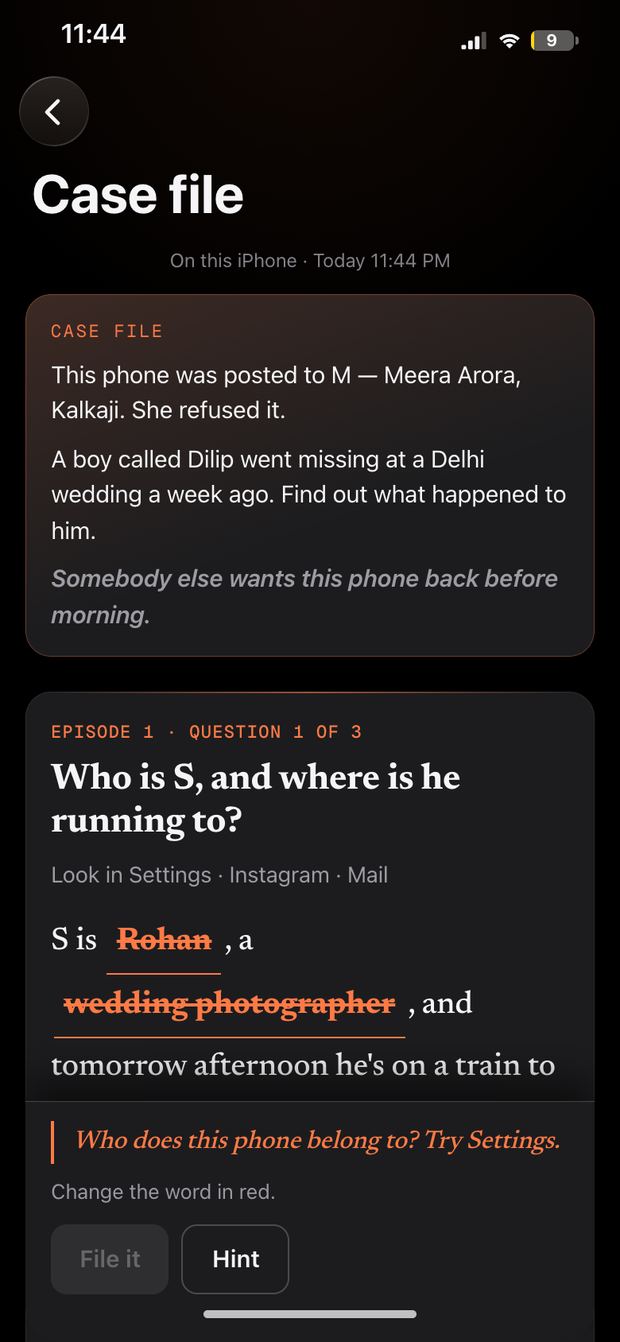 11:44
9
Case file
On this iPhone · Today 11:44 PM
CASE FILE
This phone was posted to M — Meera Arora,
Kalkaji. She refused it.
A boy called Dilip went missing at a Delhi
wedding a week ago. Find out what happened to
him.
Somebody else wants this phone back before
morning.
EPISODE 1 · QUESTION 1 OF 3
Who is S, and where is he
running to?
Look in Settings · Instagram · Mail
S is Rohan , a
wedding photographer , and
tomorrow afternoon he's on a train to
Who does this phone belong to? Try Settings.
Change the word in red.
File it Hint